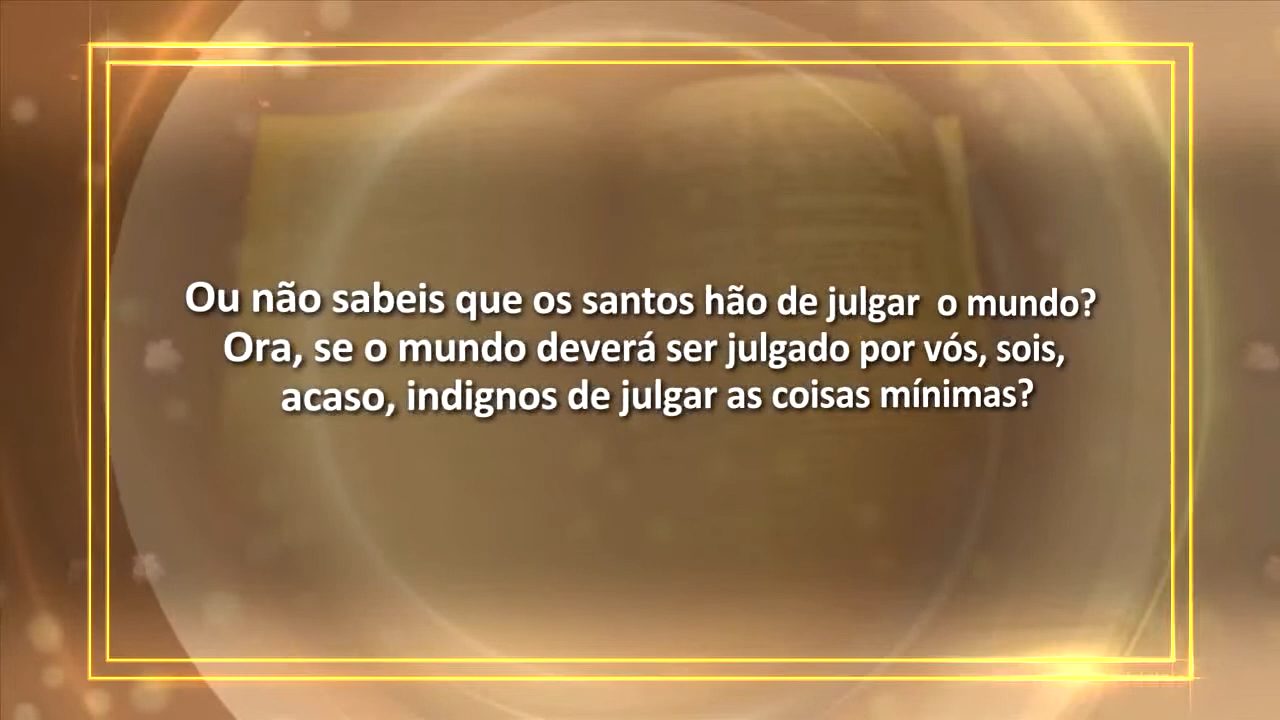 Ou não sabeis que os santos hão de julgar o mundo?
Ora, se o mundo deverá ser julgado por vós, sois,
acaso, indignos de julgar as coisas mínimas?